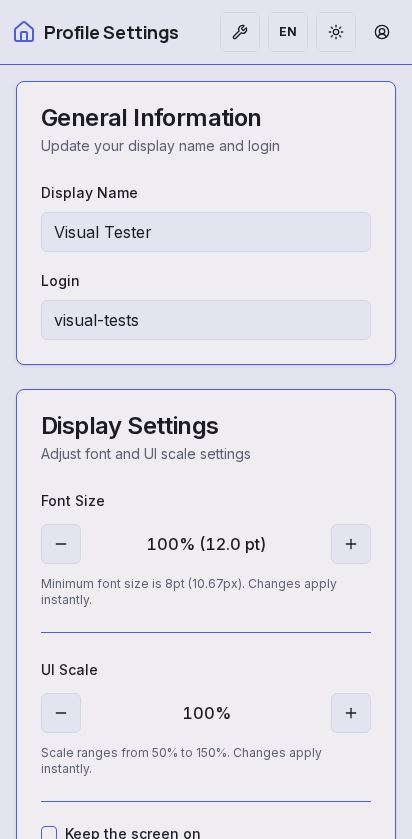 Profile Settings
EN
General Information
Update your display name and login
Display Name
Visual Tester
Login
visual-tests
Display Settings
Adjust font and UI scale settings
Font Size
100% (12.0 pt)
Minimum font size is 8pt (10.67px). Changes apply
instantly.
UI Scale
100%
Scale ranges from 50% to 150%. Changes apply
instantly.
Keep the screen on